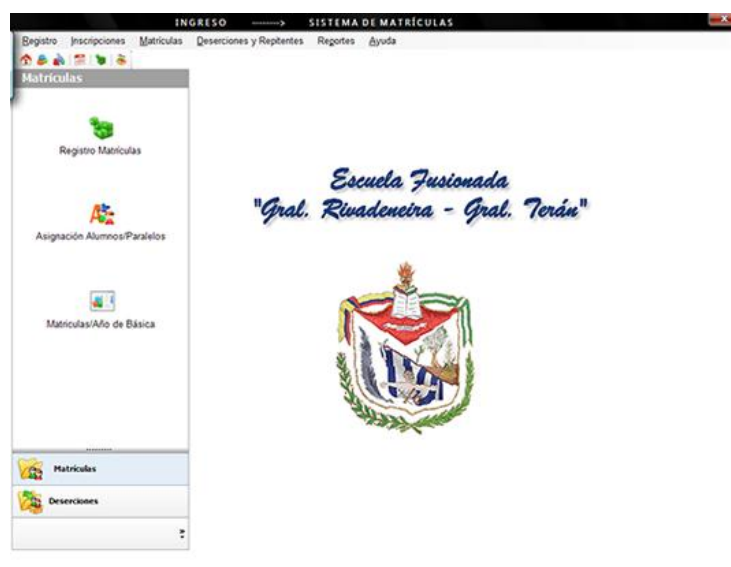 INGRESO -------> SISTEMA DE MATRÍCULAS
Registro Inscripciones Matrículas Deserciones y Repitentes Reportes Ayuda
Matrículas
Registro Matrículas
Asignación Alumnos/Paralelos
Matrículas/Año de Básica
Matrículas
Deserciones
Escuela Fusionada
"Gral. Rivadeneira - Gral. Terán"